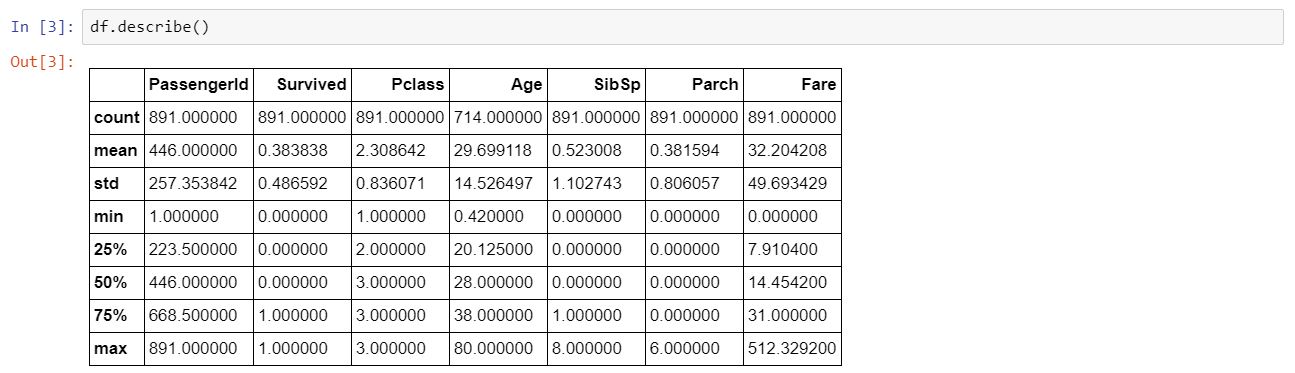 In [3]: df.describe()
Out[3]:
PassengerId Survived Pclass Age SibSp Parch Fare
count 891.000000 891.000000 891.000000 714.000000 891.000000 891.000000 891.000000
mean 446.000000 0.383838 2.308642 29.699118 0.523008 0.381594 32.204208
std 257.353842 0.486592 0.836071 14.526497 1.102743 0.806057 49.693429
min 1.000000 0.000000 1.000000 0.420000 0.000000 0.000000 0.000000
25% 223.500000 0.000000 2.000000 20.125000 0.000000 0.000000 7.910400
50% 446.000000 0.000000 3.000000 28.000000 0.000000 0.000000 14.454200
75% 668.500000 1.000000 3.000000 38.000000 1.000000 0.000000 31.000000
max 891.000000 1.000000 3.000000 80.000000 8.000000 6.000000 512.329200